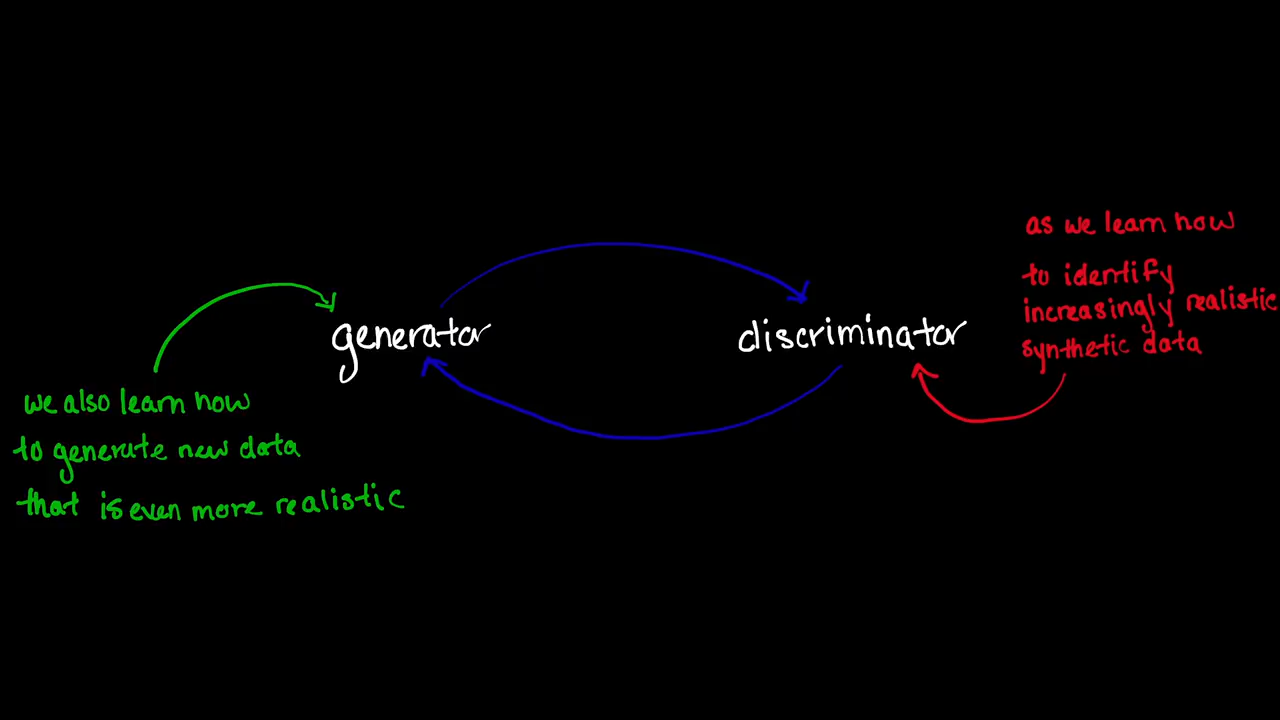 as we learn how
to identify
increasingly realistic
synthetic data
generator
discriminator
we also learn how
to generate new data
that is even more realistic